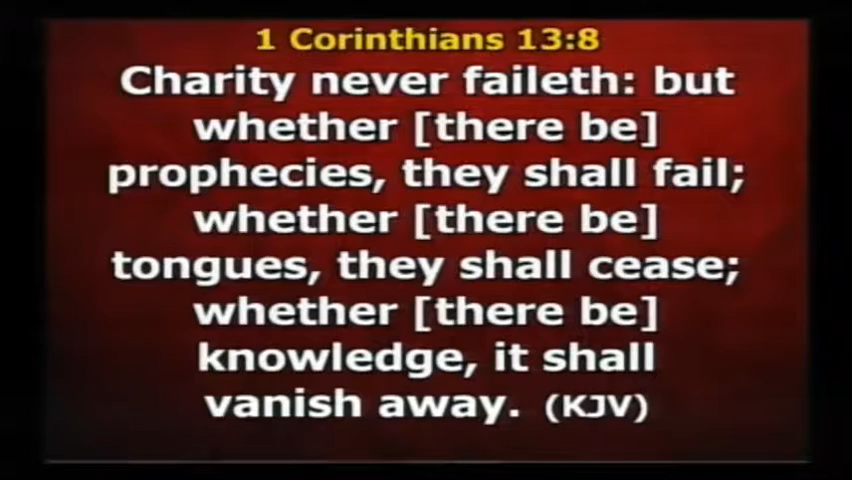 1 Corinthians 13:8
Charity never faileth: but
whether [there be]
prophecies, they shall fail;
whether [there be]
tongues, they shall cease;
whether [there be]
knowledge, it shall
vanish away. (KJV)